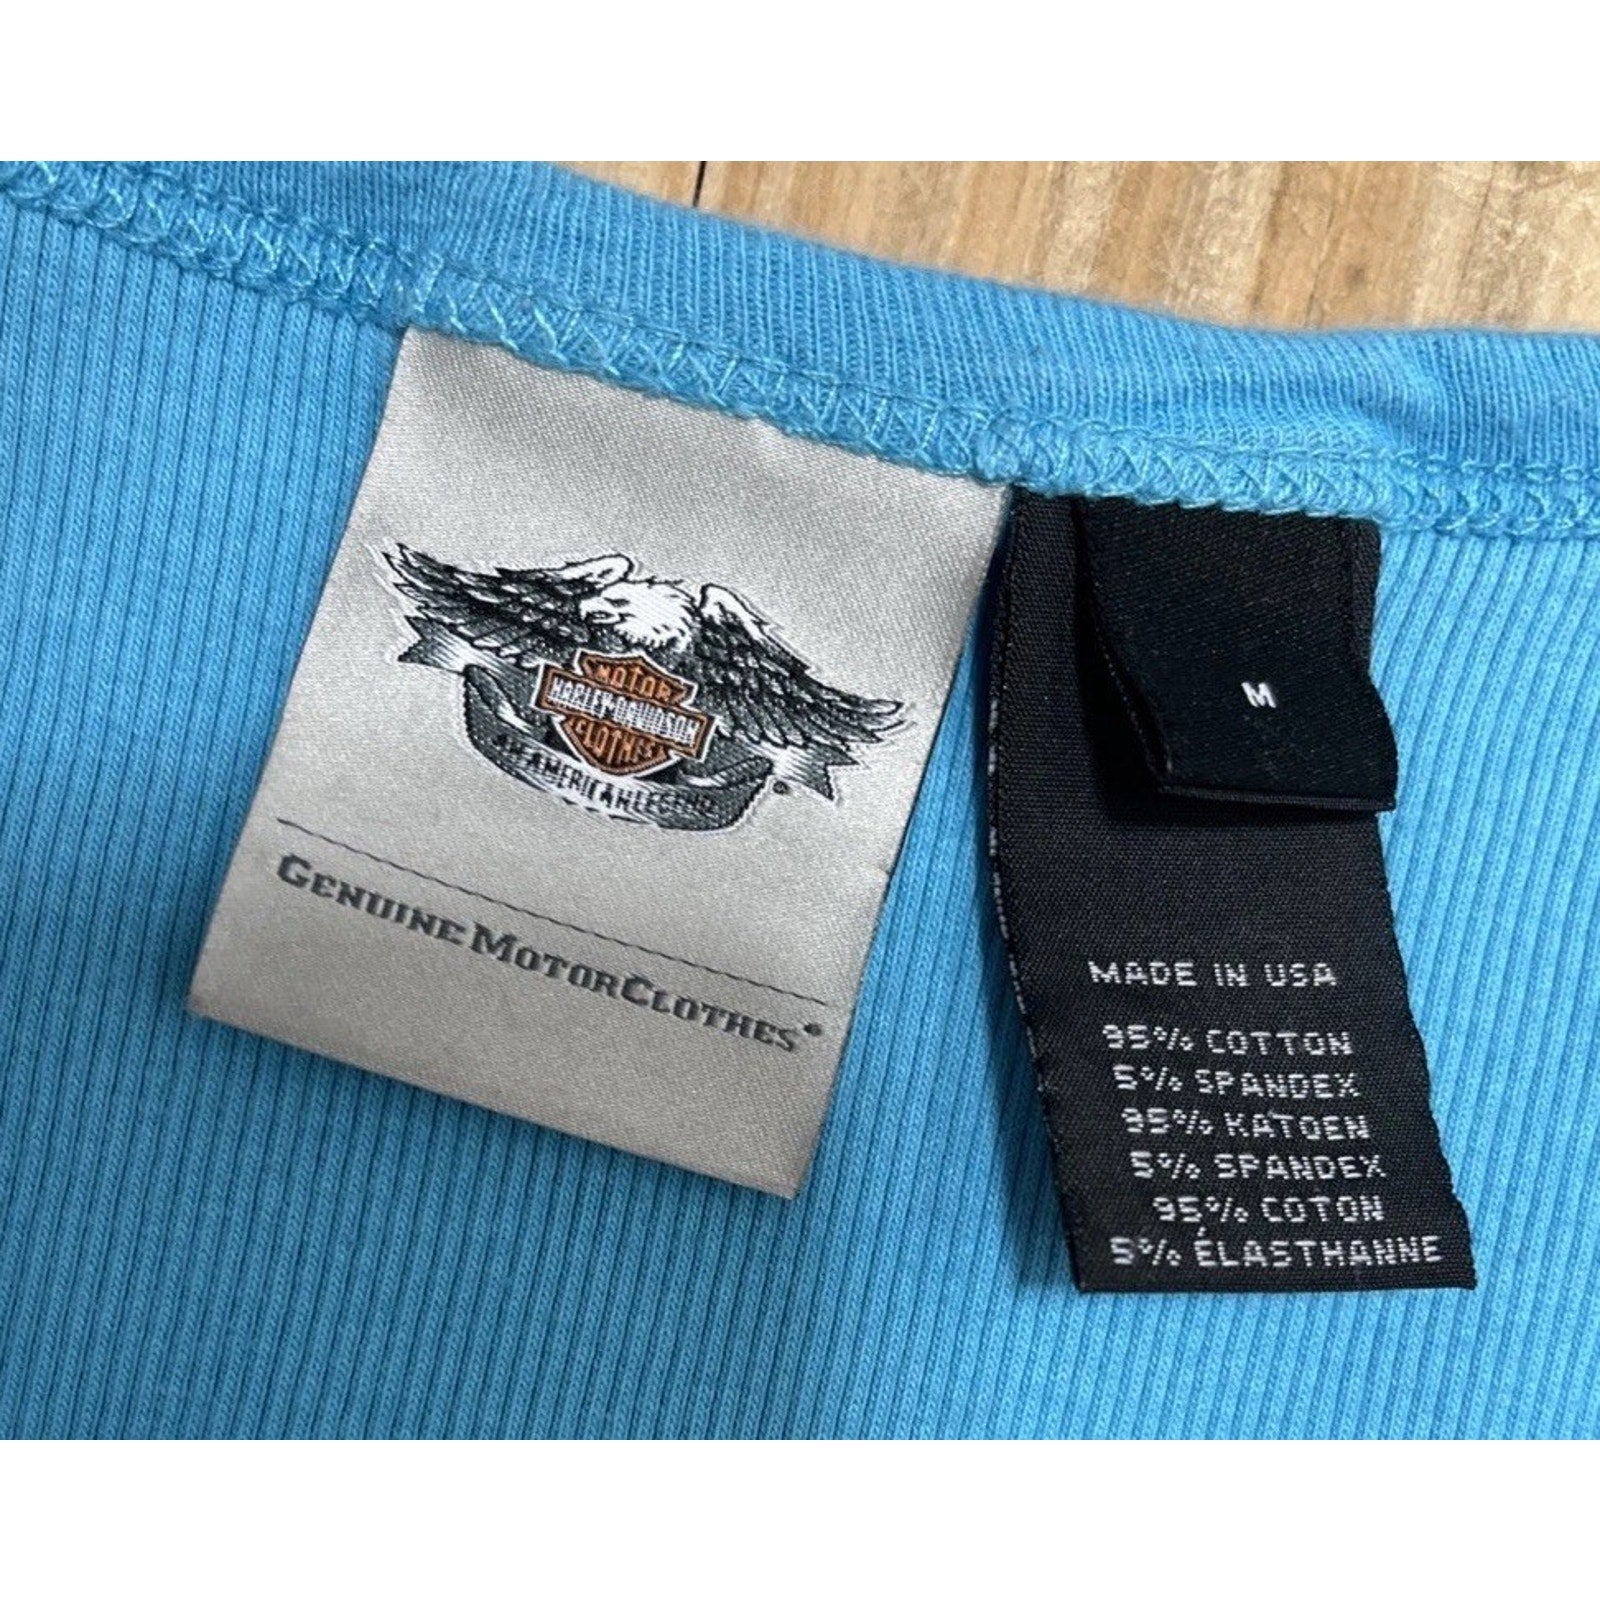 MOTOR
HARLEY-DAVIDSON
CLOTHES
AN AMERICAN LEGEND
®
GENUINE MOTORCLOTHES®
M
MADE IN USA
95% COTTON
5% SPANDEX
95% KATOEN
5% SPANDEX
95% COTON
5% ÉLASTHANNE